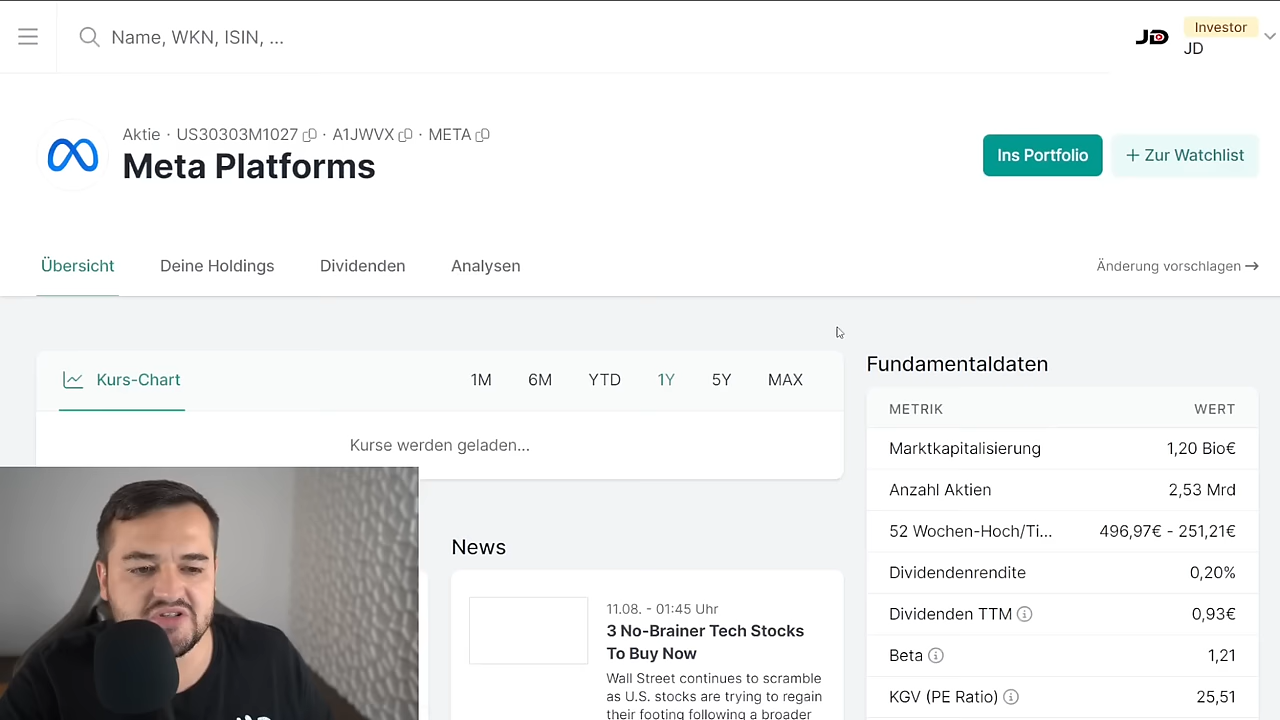 Name, WKN, ISIN, ...
JD
Investor
JD
Aktie · US30303M1027 · A1JWVX · META
Meta Platforms
Ins Portfolio
+ Zur Watchlist
Übersicht
Deine Holdings
Dividenden
Analysen
Änderung vorschlagen →
Kurs-Chart
1M
6M
YTD
1Y
5Y
MAX
Kurse werden geladen...
News
11.08. - 01:45 Uhr
3 No-Brainer Tech Stocks
To Buy Now
Wall Street continues to scramble
as U.S. stocks are trying to regain
their footing following a broader
Fundamentaldaten
METRIK WERT
Marktkapitalisierung 1,20 Bio€
Anzahl Aktien 2,53 Mrd
52 Wochen-Hoch/Ti... 496,97€ - 251,21€
Dividendenrendite 0,20%
Dividenden TTM 0,93€
Beta 1,21
KGV (PE Ratio) 25,51